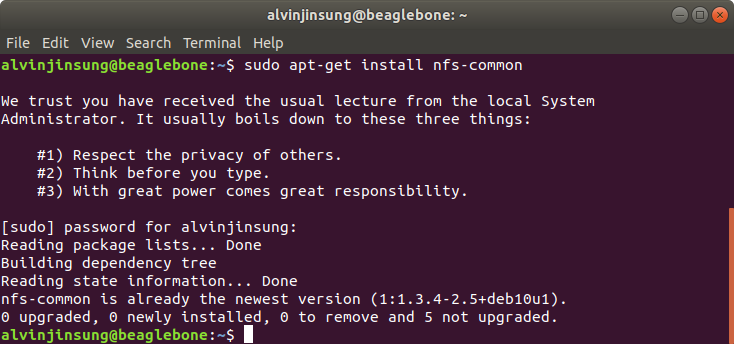 alvinjinsung@beaglebone: ~
File Edit View Search Terminal Help
alvinjinsung@beaglebone:~$ sudo apt-get install nfs-common
We trust you have received the usual lecture from the local System
Administrator. It usually boils down to these three things:
#1) Respect the privacy of others.
#2) Think before you type.
#3) With great power comes great responsibility.
[sudo] password for alvinjinsung:
Reading package lists... Done
Building dependency tree
Reading state information... Done
nfs-common is already the newest version (1:1.3.4-2.5+deb10u1).
0 upgraded, 0 newly installed, 0 to remove and 5 not upgraded.
alvinjinsung@beaglebone:~$